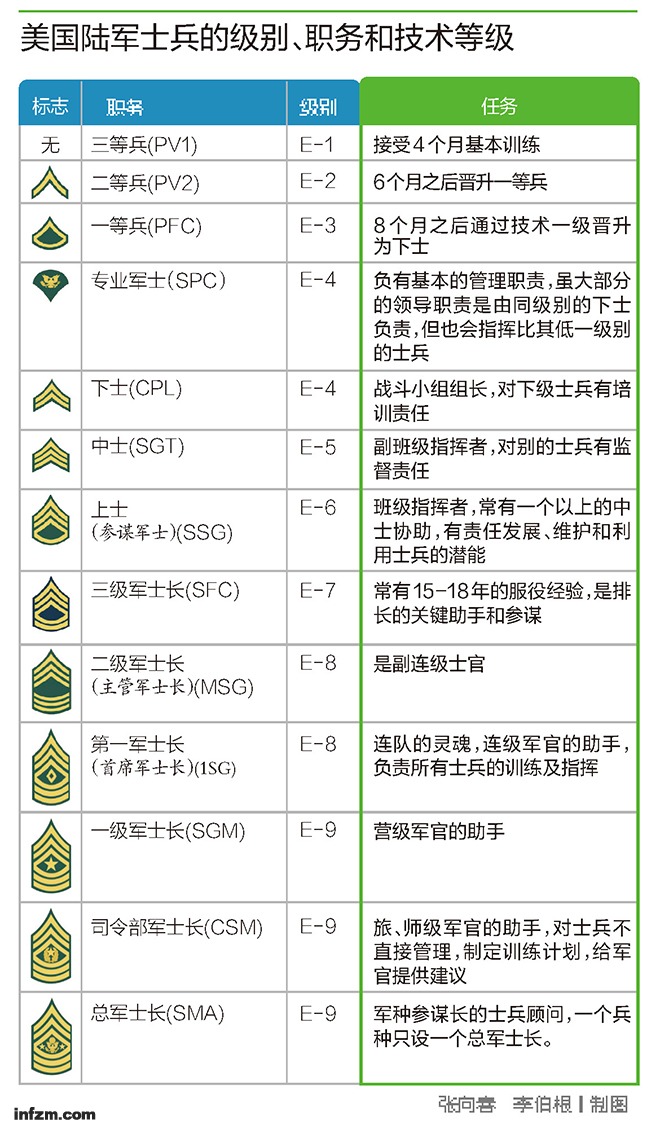 美国陆军士兵的级别、职务和技术等级
标志 职务 级别 任务
无 三等兵(PV1) E-1 接受4个月基本训练
二等兵(PV2) E-2 6个月之后晋升一等兵
一等兵(PFC) E-3 8个月之后通过技术一级晋升
为下士
专业军士(SPC) E-4 负有基本的管理职责,虽大部分
的领导职责是由同级别的下士
负责,但也会指挥比其低一级别
的士兵
下士(CPL) E-4 战斗小组组长,对下级士兵有培
训责任
中士(SGT) E-5 副班级指挥者,对别的士兵有监
督责任
上士 E-6 班级指挥者,常有一个以上的中
(参谋军士)(SSG) 士协助,有责任发展、维护和利
用士兵的潜能
三级军士长(SFC) E-7 常有15-18年的服役经验,是排
长的关键助手和参谋
二级军士长 E-8 是副连级士官
(主管军士长)(MSG)
第一军士长 E-8 连队的灵魂,连级军官的助手,
(首席军士长)(1SG) 负责所有士兵的训练及指挥
一级军士长(SGM) E-9 营级军官的助手
司令部军士长(CSM) E-9 旅、师级军官的助手,对士兵不
直接管理,制定训练计划,给军
官提供建议
总军士长(SMA) E-9 军种参谋长的士兵顾问,一个兵
种只设一个总军士长。
张向春 李伯根|制图
infzm.com